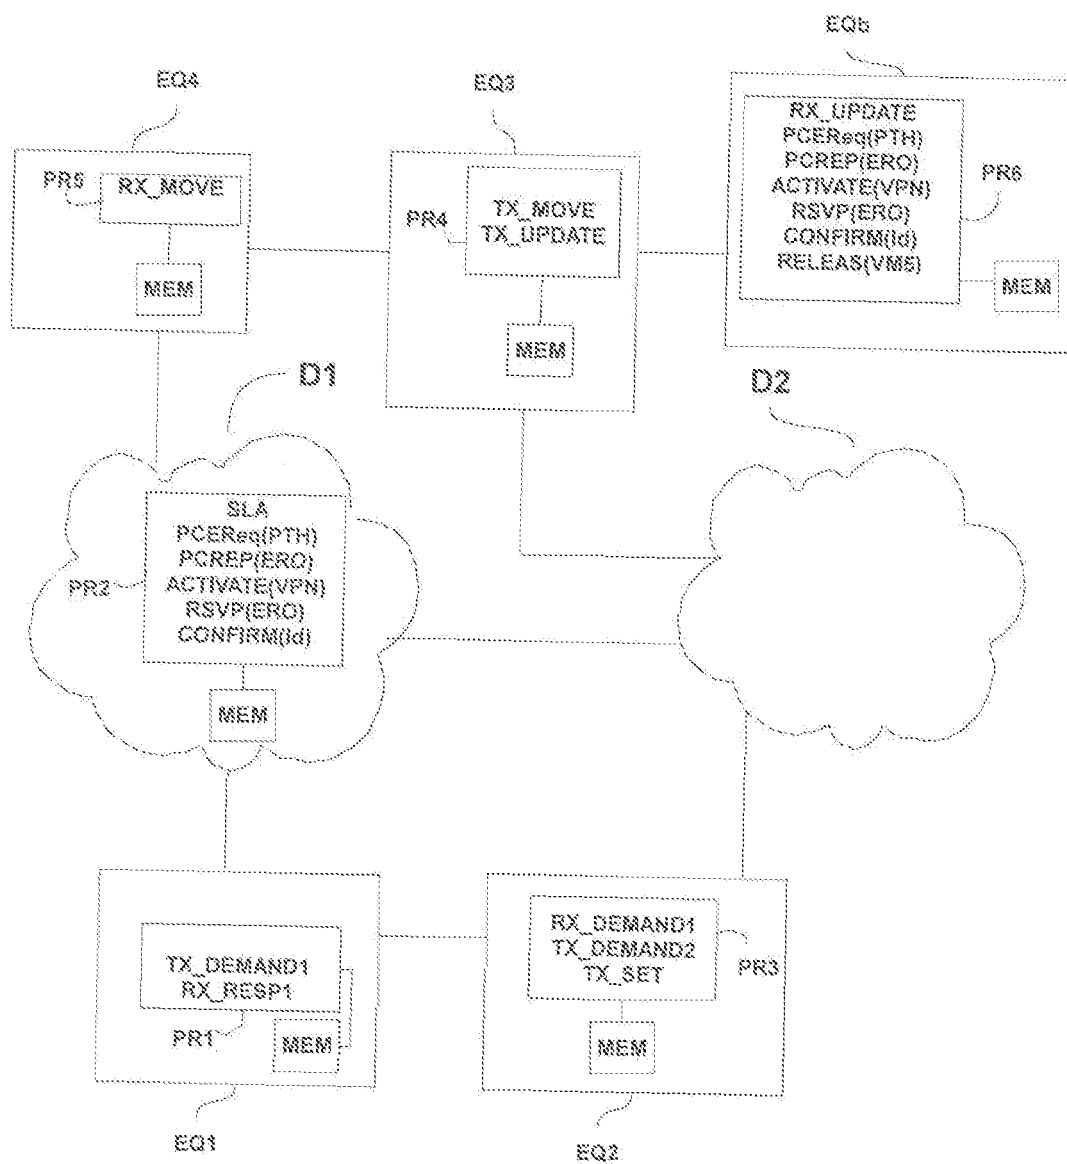 EQb
EQ4
EQ3
RX_UPDATE
PCEReq(PTH)
PCREP(ERO)
ACTIVATE(VPN)
RSVP(ERO)
CONFIRM(Id)
RELEAS(VM5)
PR6
MEM
PR5
RX_MOVE
MEM
PR4
TX_MOVE
TX_UPDATE
MEM
D1
D2
SLA
PCEReq(PTH)
PCREP(ERO)
ACTIVATE(VPN)
RSVP(ERO)
CONFIRM(Id)
PR2
MEM
TX_DEMAND1
RX_RESP1
PR1
MEM
RX_DEMAND1
TX_DEMAND2
TX_SET
PR3
MEM
EQ1
EQ2